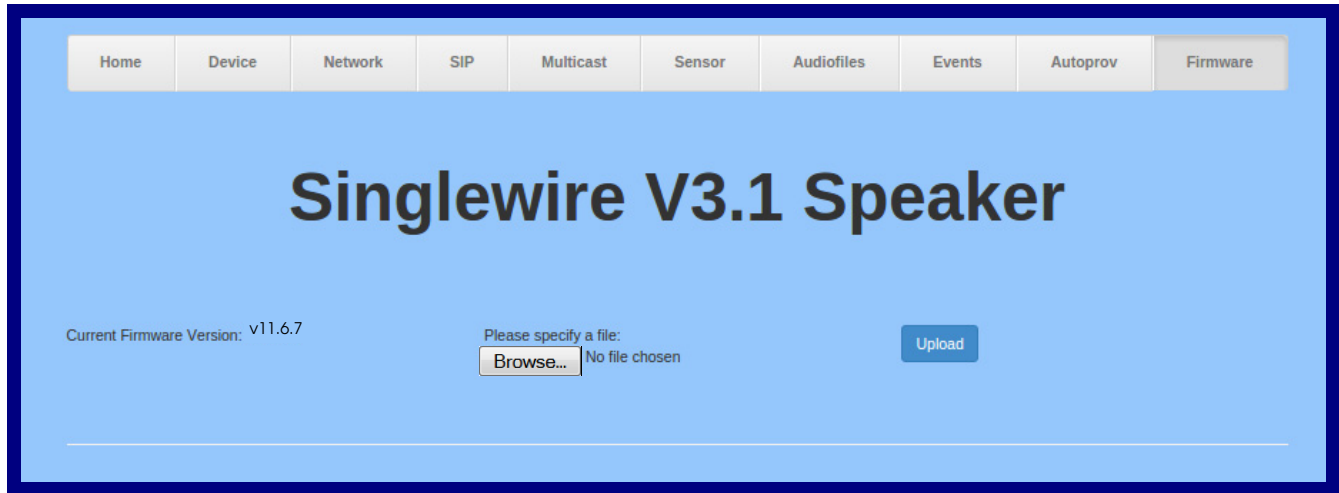 Home Device Network SIP Multicast Sensor Audiofiles Events Autoprov Firmware
Singlewire V3.1 Speaker
Current Firmware Version: v11.6.7
Please specify a file:
Browse... No file chosen
Upload